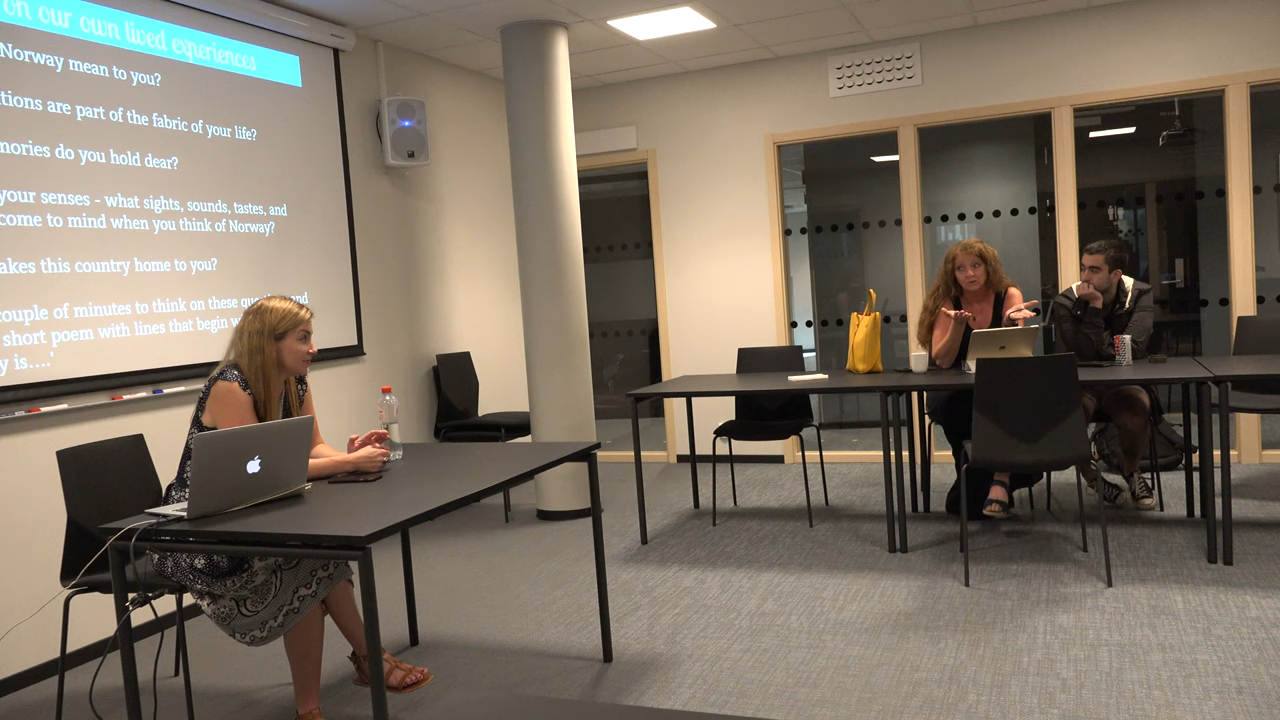 on our own lived experiences
Norway mean to you?
tions are part of the fabric of your life?
mories do you hold dear?
your senses - what sights, sounds, tastes, and
come to mind when you think of Norway?
akes this country home to you?
couple of minutes to think on these and
short poem with lines that begin
y is....'